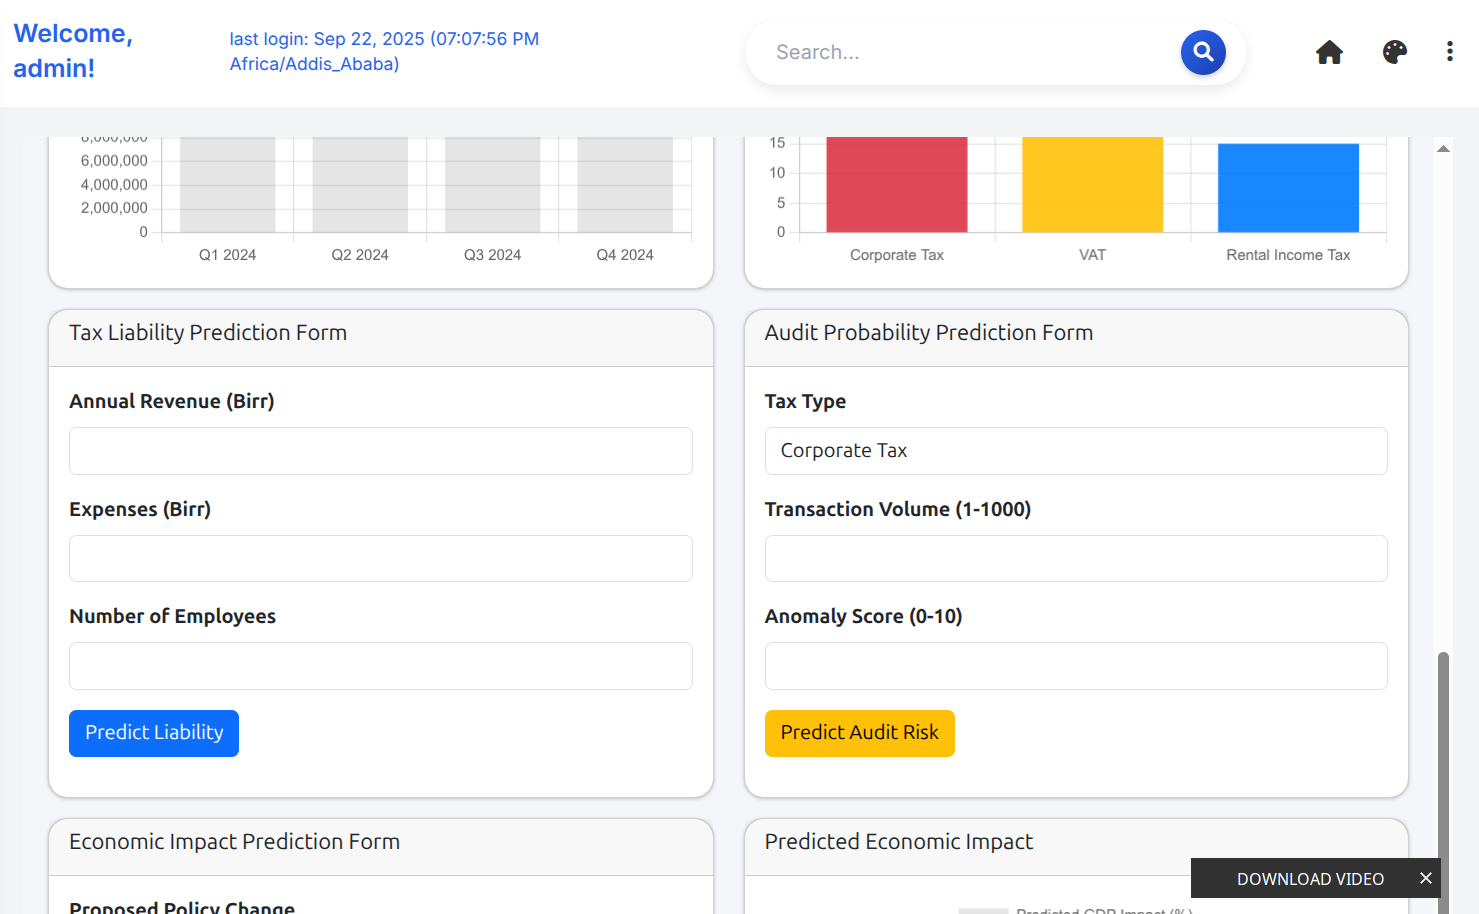 Welcome,
admin!
last login: Sep 22, 2025 (07:07:56 PM
Africa/Addis_Ababa)
Search...
8,000,000
6,000,000
4,000,000
2,000,000
0
Q1 2024
Q2 2024
Q3 2024
Q4 2024
15
10
5
0
Corporate Tax
VAT
Rental Income Tax
Tax Liability Prediction Form
Annual Revenue (Birr)
Expenses (Birr)
Number of Employees
Predict Liability
Audit Probability Prediction Form
Tax Type
Corporate Tax
Transaction Volume (1-1000)
Anomaly Score (0-10)
Predict Audit Risk
Economic Impact Prediction Form
Proposed Policy Change
Predicted Economic Impact
Predicted GDP Impact (%)
DOWNLOAD VIDEO